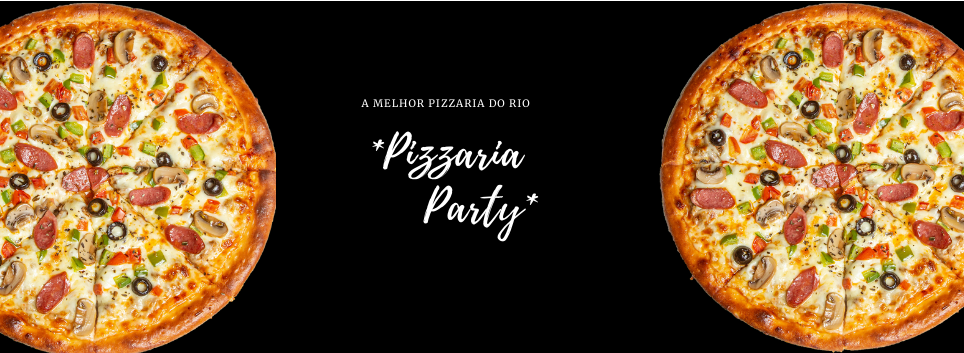 A MELHOR PIZZARIA DO RIO
*Pizzaria
Party*